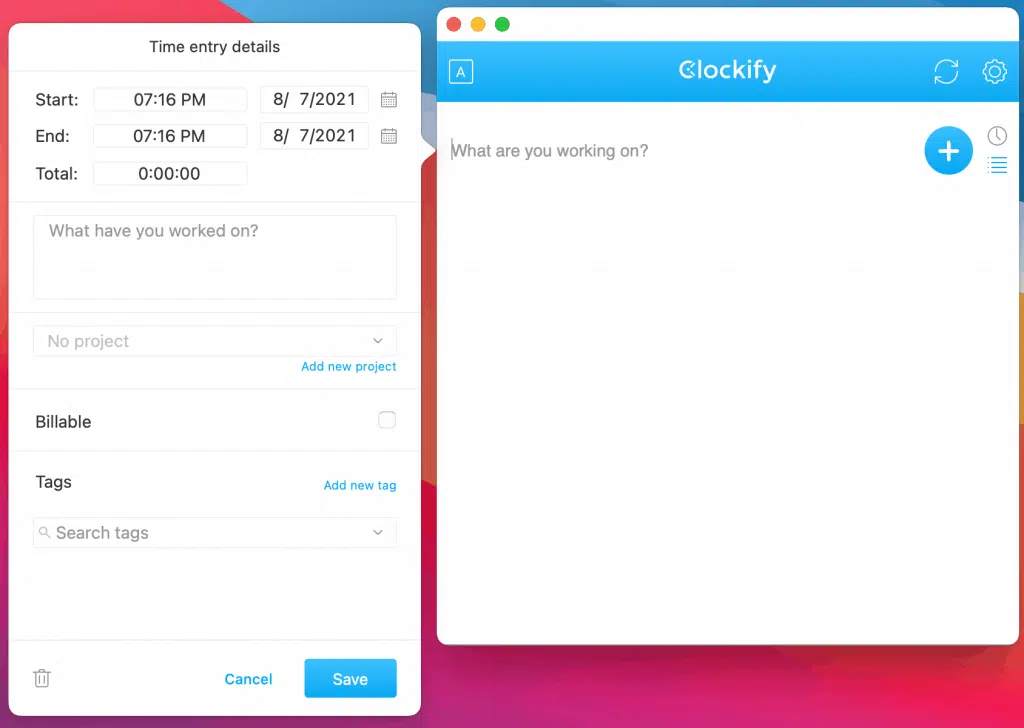 Time entry details
Start: 07:16 PM 8/ 7/2021
End: 07:16 PM 8/ 7/2021
Total: 0:00:00
What have you worked on?
No project
Add new project
Billable
Tags Add new tag
Search tags
Cancel Save
A Clockify
What are you working on?